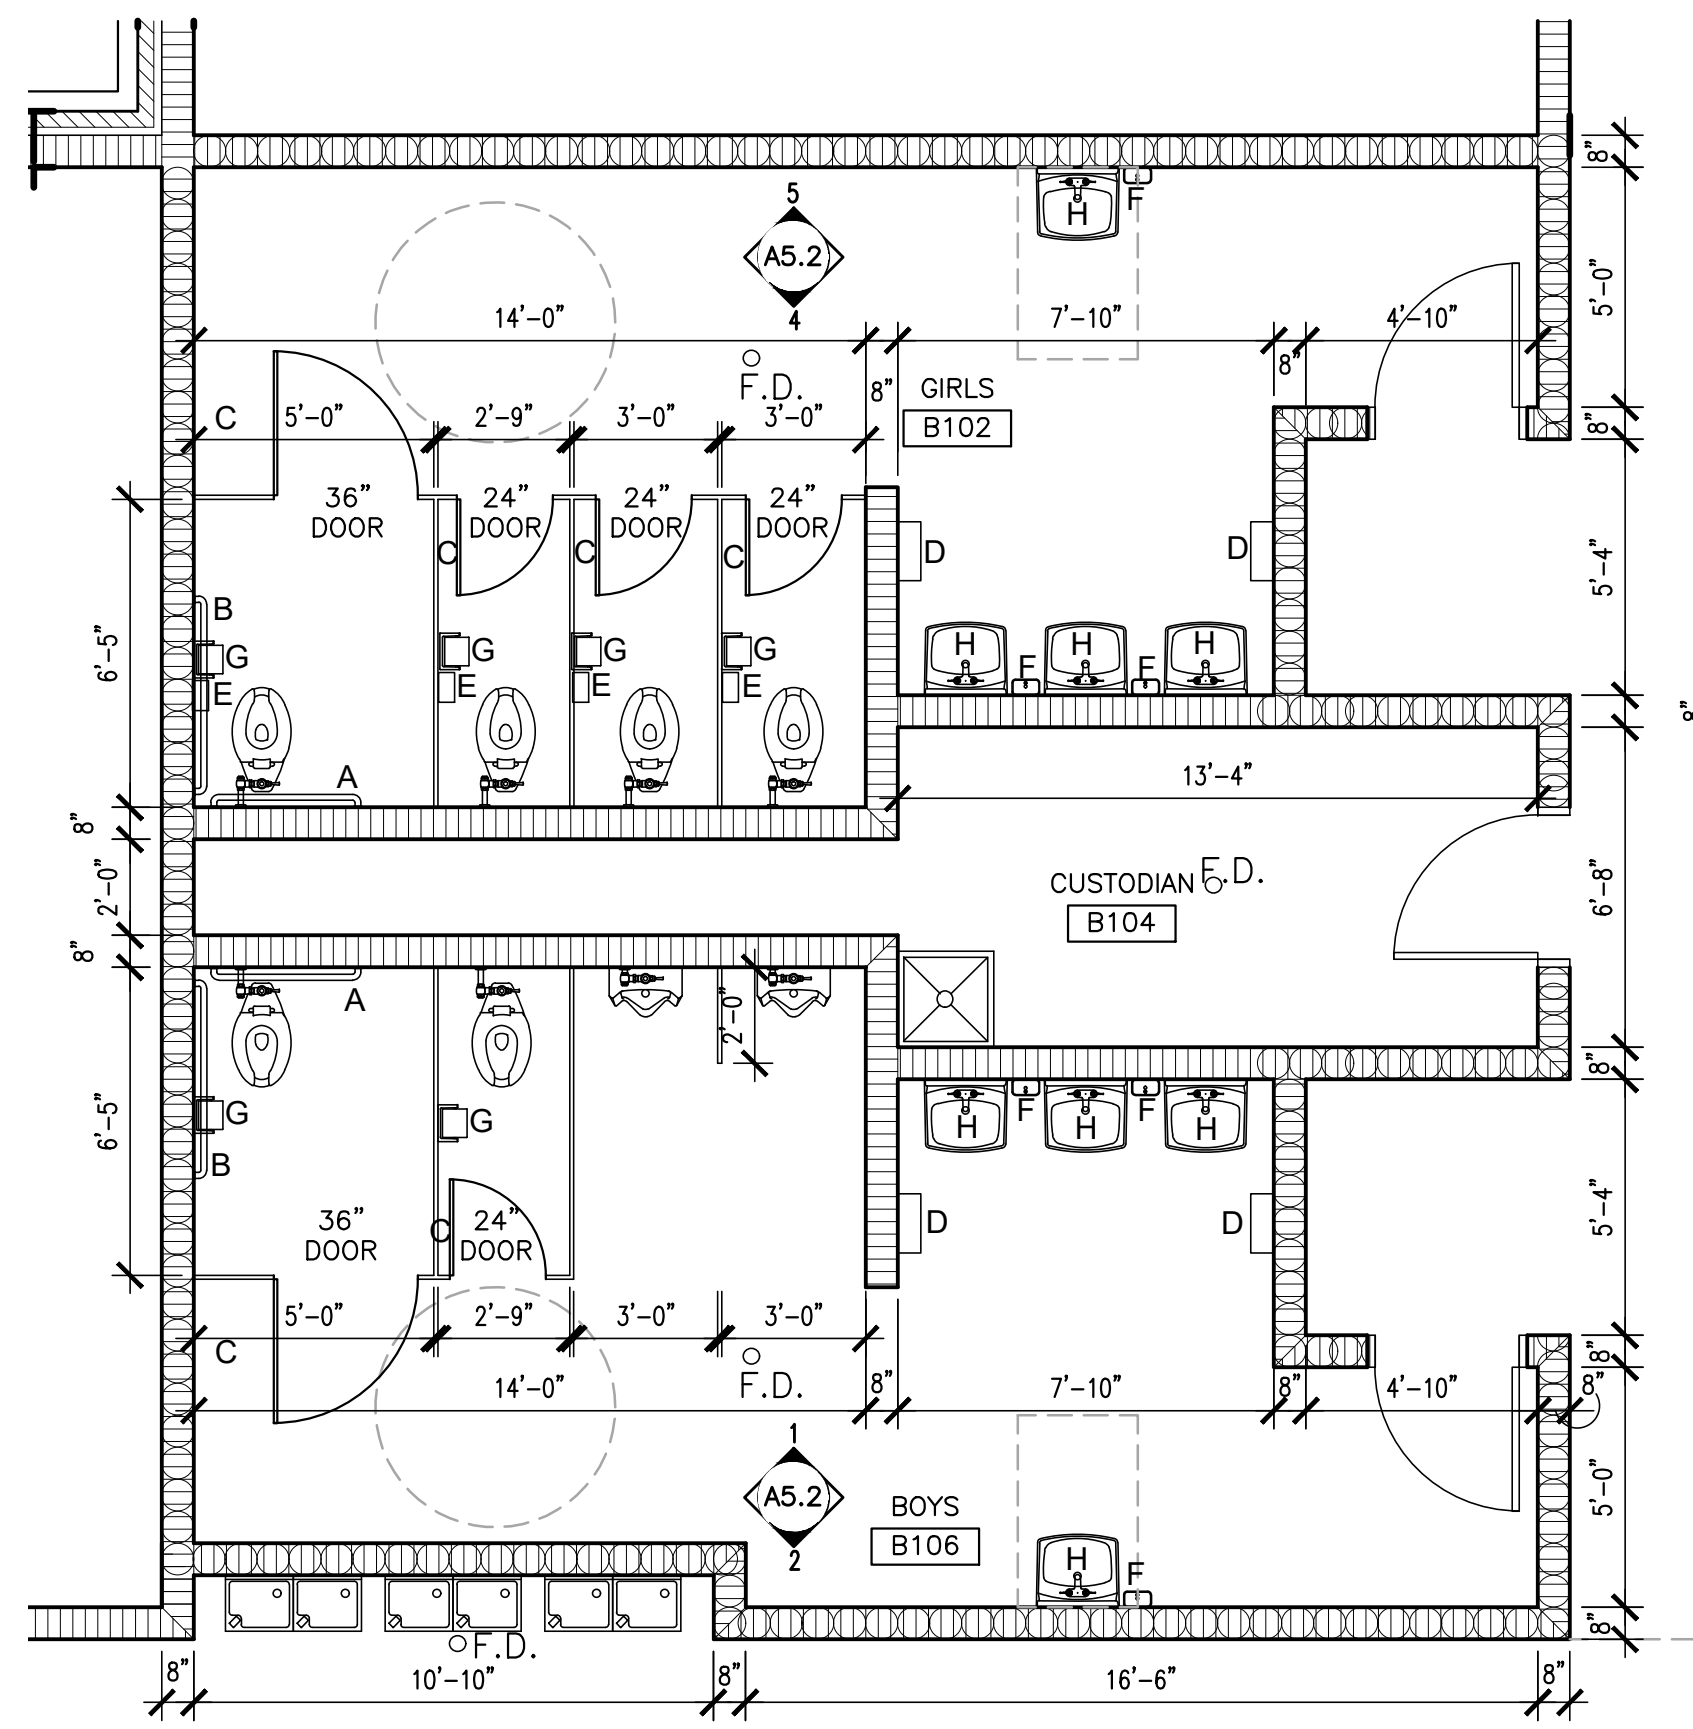 8"
5
H
F
A5.2
5'-0"
14'-0"
4
7'-10"
4'-10"
8"
F.D.
8"
GIRLS
C
5'-0"
2'-9"
3'-0"
3'-0"
B102
8"
36"
DOOR
24"
DOOR
24"
DOOR
24"
DOOR
C
C
C
D
D
5'-4"
B
6'-5"
G
G
G
G
H
H
H
E
E
E
E
F
F
8"
A
13'-4"
8"
2'-0"
CUSTODIAN
F.D.
B104
6'-8"
8"
A
2'-0"
8"
6'-5"
G
G
H
F
H
F
H
B
36"
DOOR
C
24"
DOOR
D
D
5'-4"
5'-0"
2'-9"
3'-0"
3'-0"
C
8"
14'-0"
F.D.
8"
7'-10"
8"
4'-10"
8"
1
A5.2
2
BOYS
B106
5'-0"
H
F
8"
F.D.
8"
10'-10"
8"
16'-6"
8"